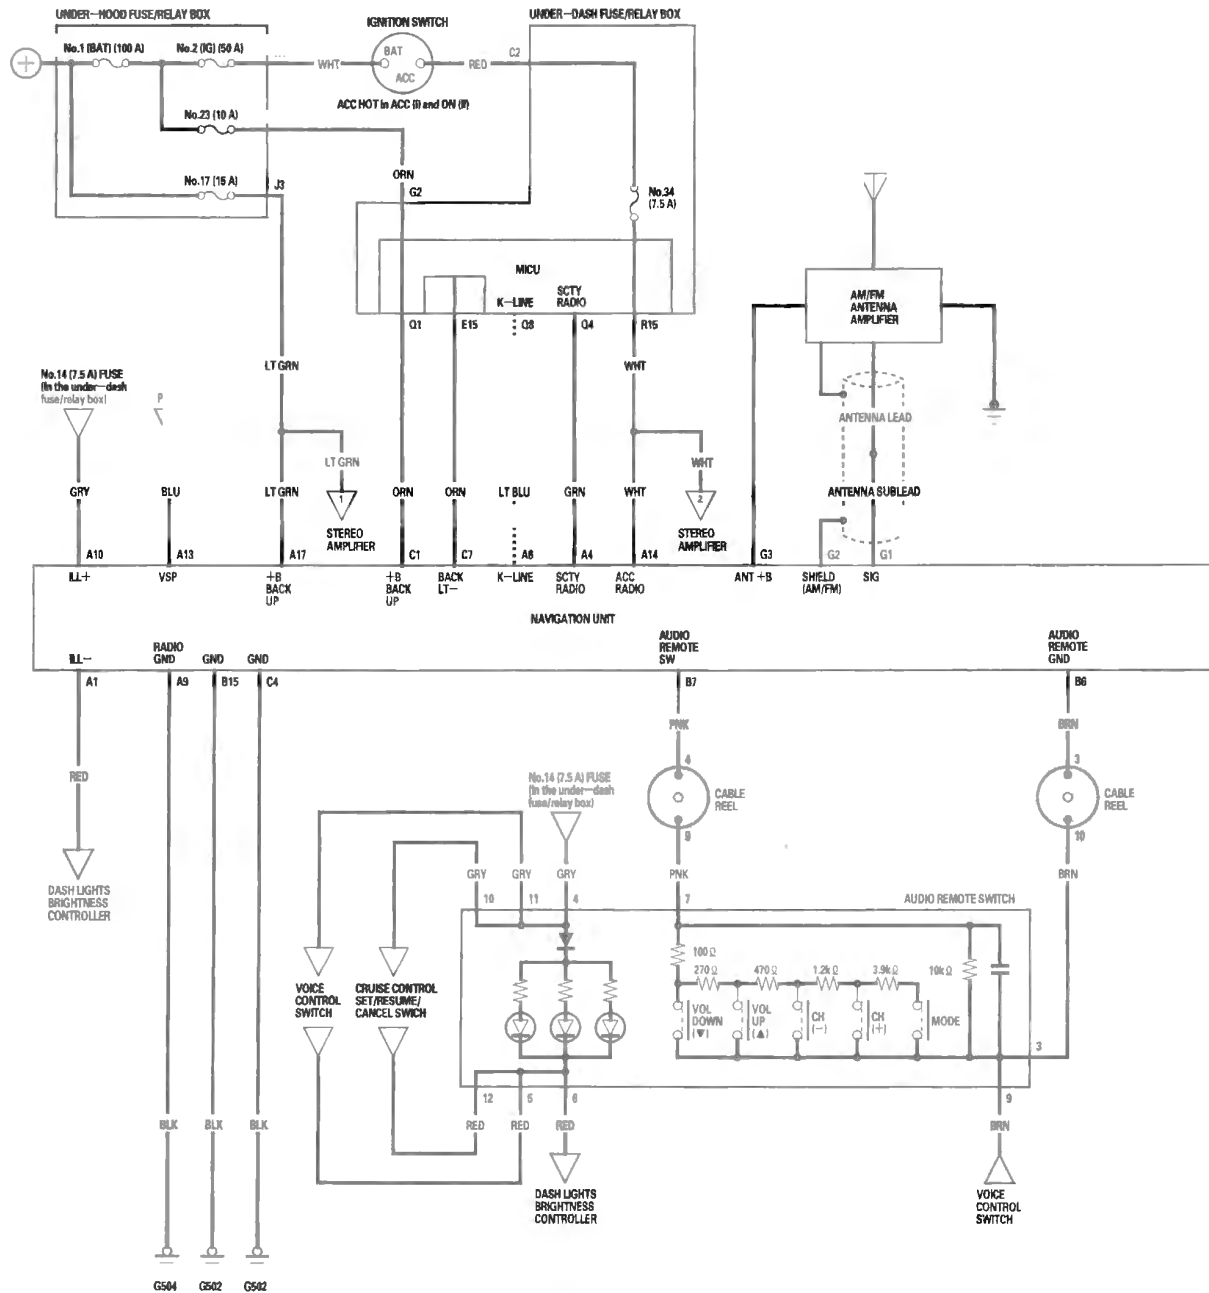 UNDER-HOOD FUSE/RELAY BOX
UNDER-DASH FUSE/RELAY BOX
IGNITION SWITCH
No.1 (BAT) (100 A)
No.2 (IG) (50 A)
WHT
BAT
ACC
RED
C2
ACC HOT in ACC (I) and ON (II)
No.23 (10 A)
No.17 (15 A)
J3
ORN
G2
No.34
(7.5 A)
MICU
K-LINE
SCTY
RADIO
Q1
E15
Q8
Q4
R15
AM/FM
ANTENNA
AMPLIFIER
LT GRN
WHT
No.14 (7.5 A) FUSE
(In the under-dash
fuse/relay box)
P
ANTENNA LEAD
LT GRN
WHT
GRY
BLU
LT GRN
1
ORN
ORN
LT BLU
GRN
WHT
2
ANTENNA SUBLEAD
STEREO
AMPLIFIER
STEREO
AMPLIFIER
A10
A13
A17
C1
C7
A6
A4
A14
G3
G2
G1
ILL+
VSP
+B
BACK
UP
+B
BACK
UP
BACK
LT-
K-LINE
SCTY
RADIO
ACC
RADIO
ANT +B
SHIELD
(AM/FM)
SIG
NAVIGATION UNIT
ILL-
RADIO
GND
GND
GND
AUDIO
REMOTE
SW
AUDIO
REMOTE
GND
A1
A9
B15
C4
B7
B6
PNK
BRN
4
3
RED
No.14 (7.5 A) FUSE
(In the under-dash
fuse/relay box)
CABLE
REEL
CABLE
REEL
9
10
DASH LIGHTS
BRIGHTNESS
CONTROLLER
GRY
GRY
GRY
PNK
BRN
10
11
4
7
AUDIO REMOTE SWITCH
100Ω
270Ω
470Ω
1.2kΩ
3.9kΩ
10kΩ
VOICE
CONTROL
SWITCH
CRUISE CONTROL
SET/RESUME/
CANCEL SWICH
VOL
DOWN
(▼)
VOL
UP
(▲)
CH
(-)
CH
(+)
MODE
3
12
5
6
9
BLK
BLK
BLK
RED
RED
RED
BRN
DASH LIGHTS
BRIGHTNESS
CONTROLLER
VOICE
CONTROL
SWITCH
G504
G502
G502